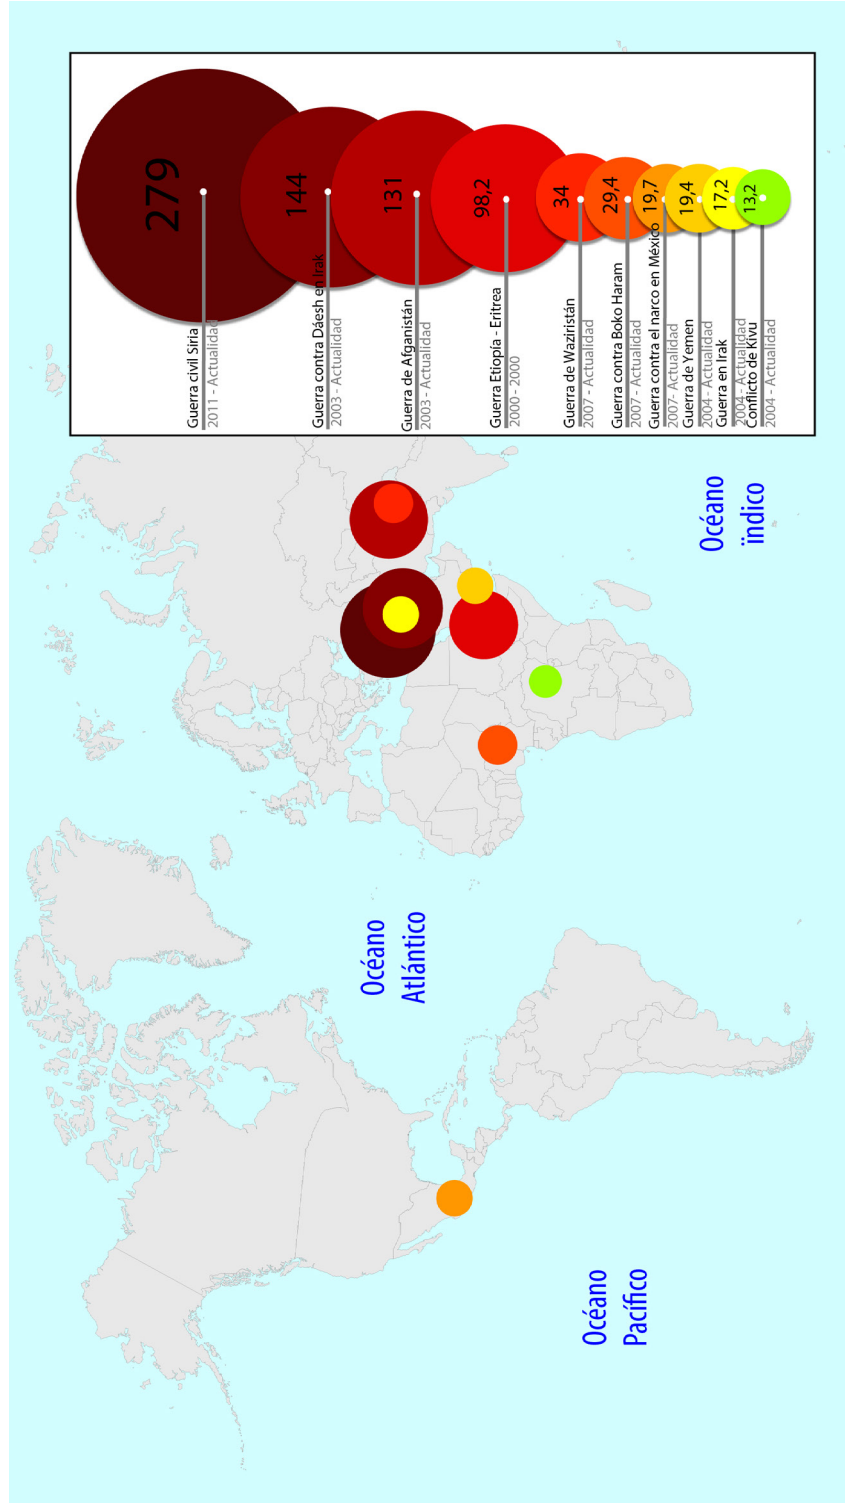 279
Guerra civil Siria
2011 - Actualidad
144
Guerra contra Dáesh en Irak
2003 - Actualidad
131
Guerra de Afganistán
2003 - Actualidad
98,2
Guerra Etiopía - Eritrea
2000 - 2000
34
Guerra de Waziristán
2007 - Actualidad
29,4
Guerra contra Boko Haram
2007 - Actualidad
19,7
Guerra contra el narco en México
2007- Actualidad
19,4
Guerra de Yemen
2004 - Actualidad
17,2
Guerra en Irak
2004 - Actualidad
13,2
Conflicto de Kivu
2004 - Actualidad
Océano
Atlántico
Océano
Pacífico
Océano
ïndico